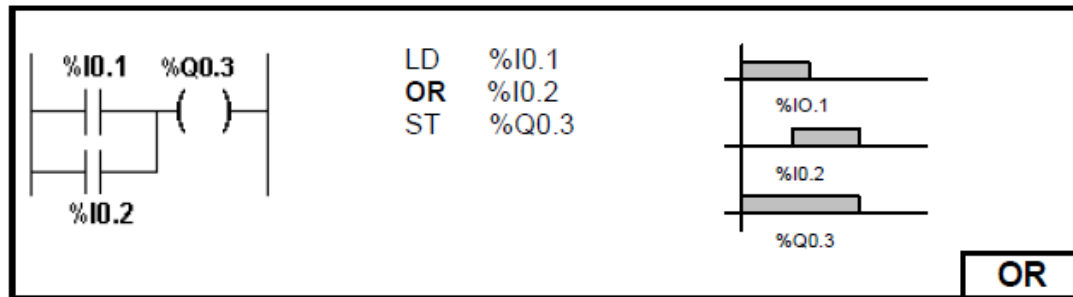 %I0.1 %Q0.3
%I0.2
LD %I0.1
OR %I0.2
ST %Q0.3
%IO.1
%I0.2
%Q0.3
OR